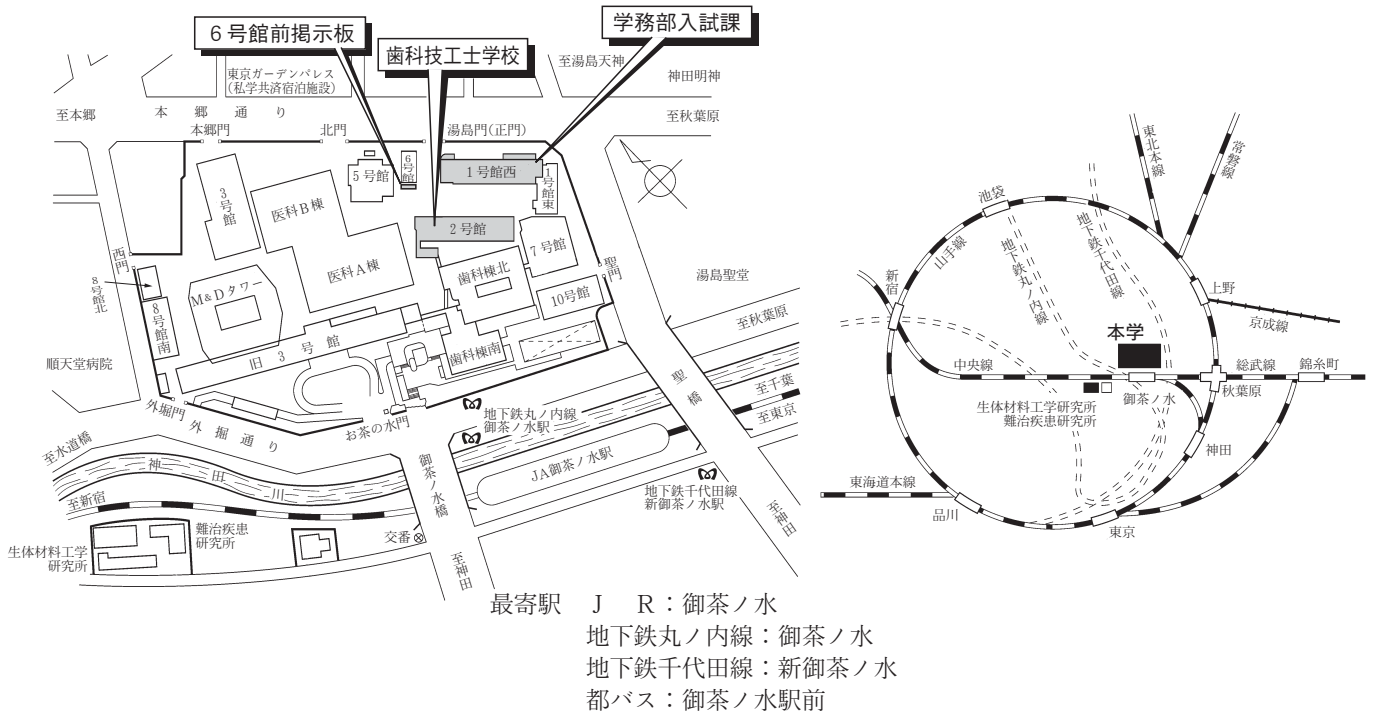 6号館前掲示板
歯科技工士学校
学務部入試課
東京ガーデンパレス
(私学共済宿泊施設)
至湯島天神
神田明神
至本郷
本郷通り
至秋葉原
本郷門
北門
湯島門(正門)
3号館
医科B棟
5号館
6号館
1号館西
1号館東
2号館
7号館
西門
8号館北
8号館南
M&Dタワー
医科A棟
歯科棟北
10号館
聖門
湯島聖堂
旧3号館
歯科棟南
至秋葉原
順天堂病院
外堀門
外堀通り
お茶の水門
地下鉄丸ノ内線
御茶ノ水駅
聖橋
至千葉
至東京
至水道橋
神田川
御茶ノ水橋
JA御茶ノ水駅
地下鉄千代田線
新御茶ノ水駅
至新宿
生体材料工学
研究所
難治疾患
研究所
交番
至神田
至神田
東北本線
常磐線
池袋
山手線
地下鉄丸ノ内線
地下鉄千代田線
新宿
上野
京成線
本学
中央線
総武線
錦糸町
御茶ノ水
秋葉原
生体材料工学研究所
難治疾患研究所
神田
東海道本線
品川
東京
最寄駅 J R:御茶ノ水
地下鉄丸ノ内線:御茶ノ水
地下鉄千代田線:新御茶ノ水
都バス:御茶ノ水駅前